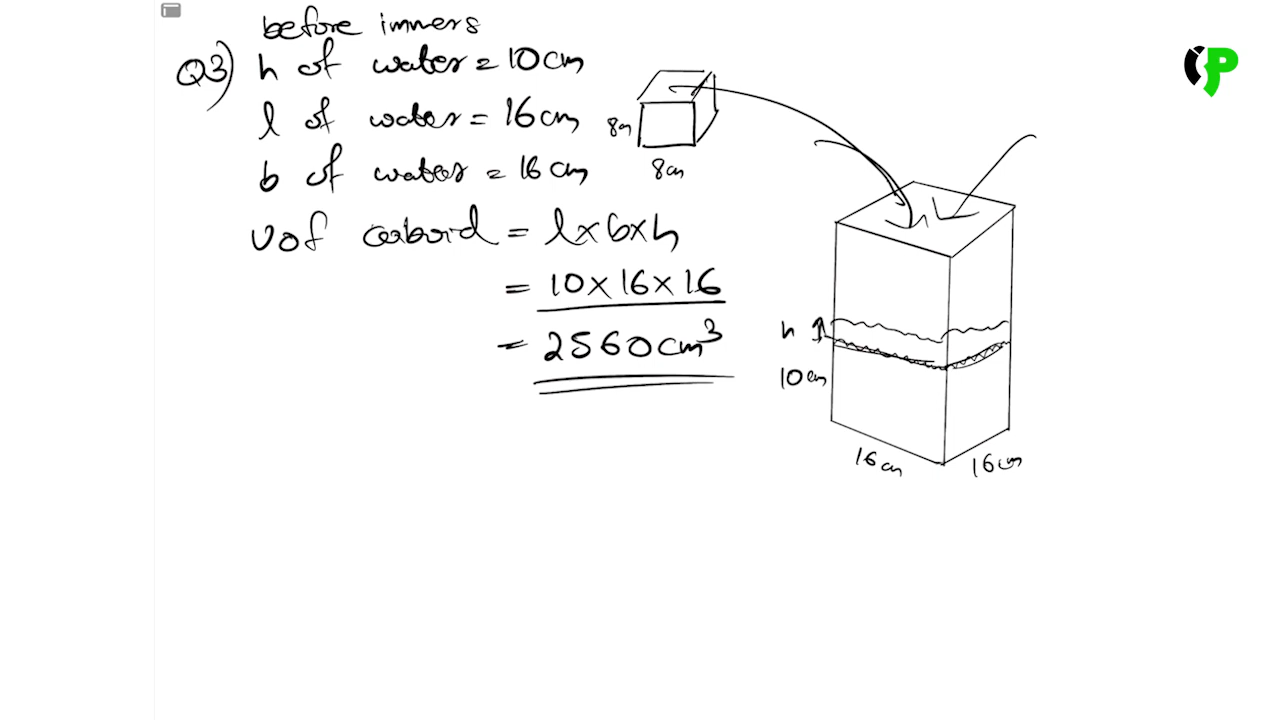 before immers
Q3) h of water = 10cm
l of water = 16cm
b of water = 16cm
v of cuboid = l×b×h
= 10×16×16
= 2560cm³
8cm
8cm
h
10cm
16cm
16cm
P